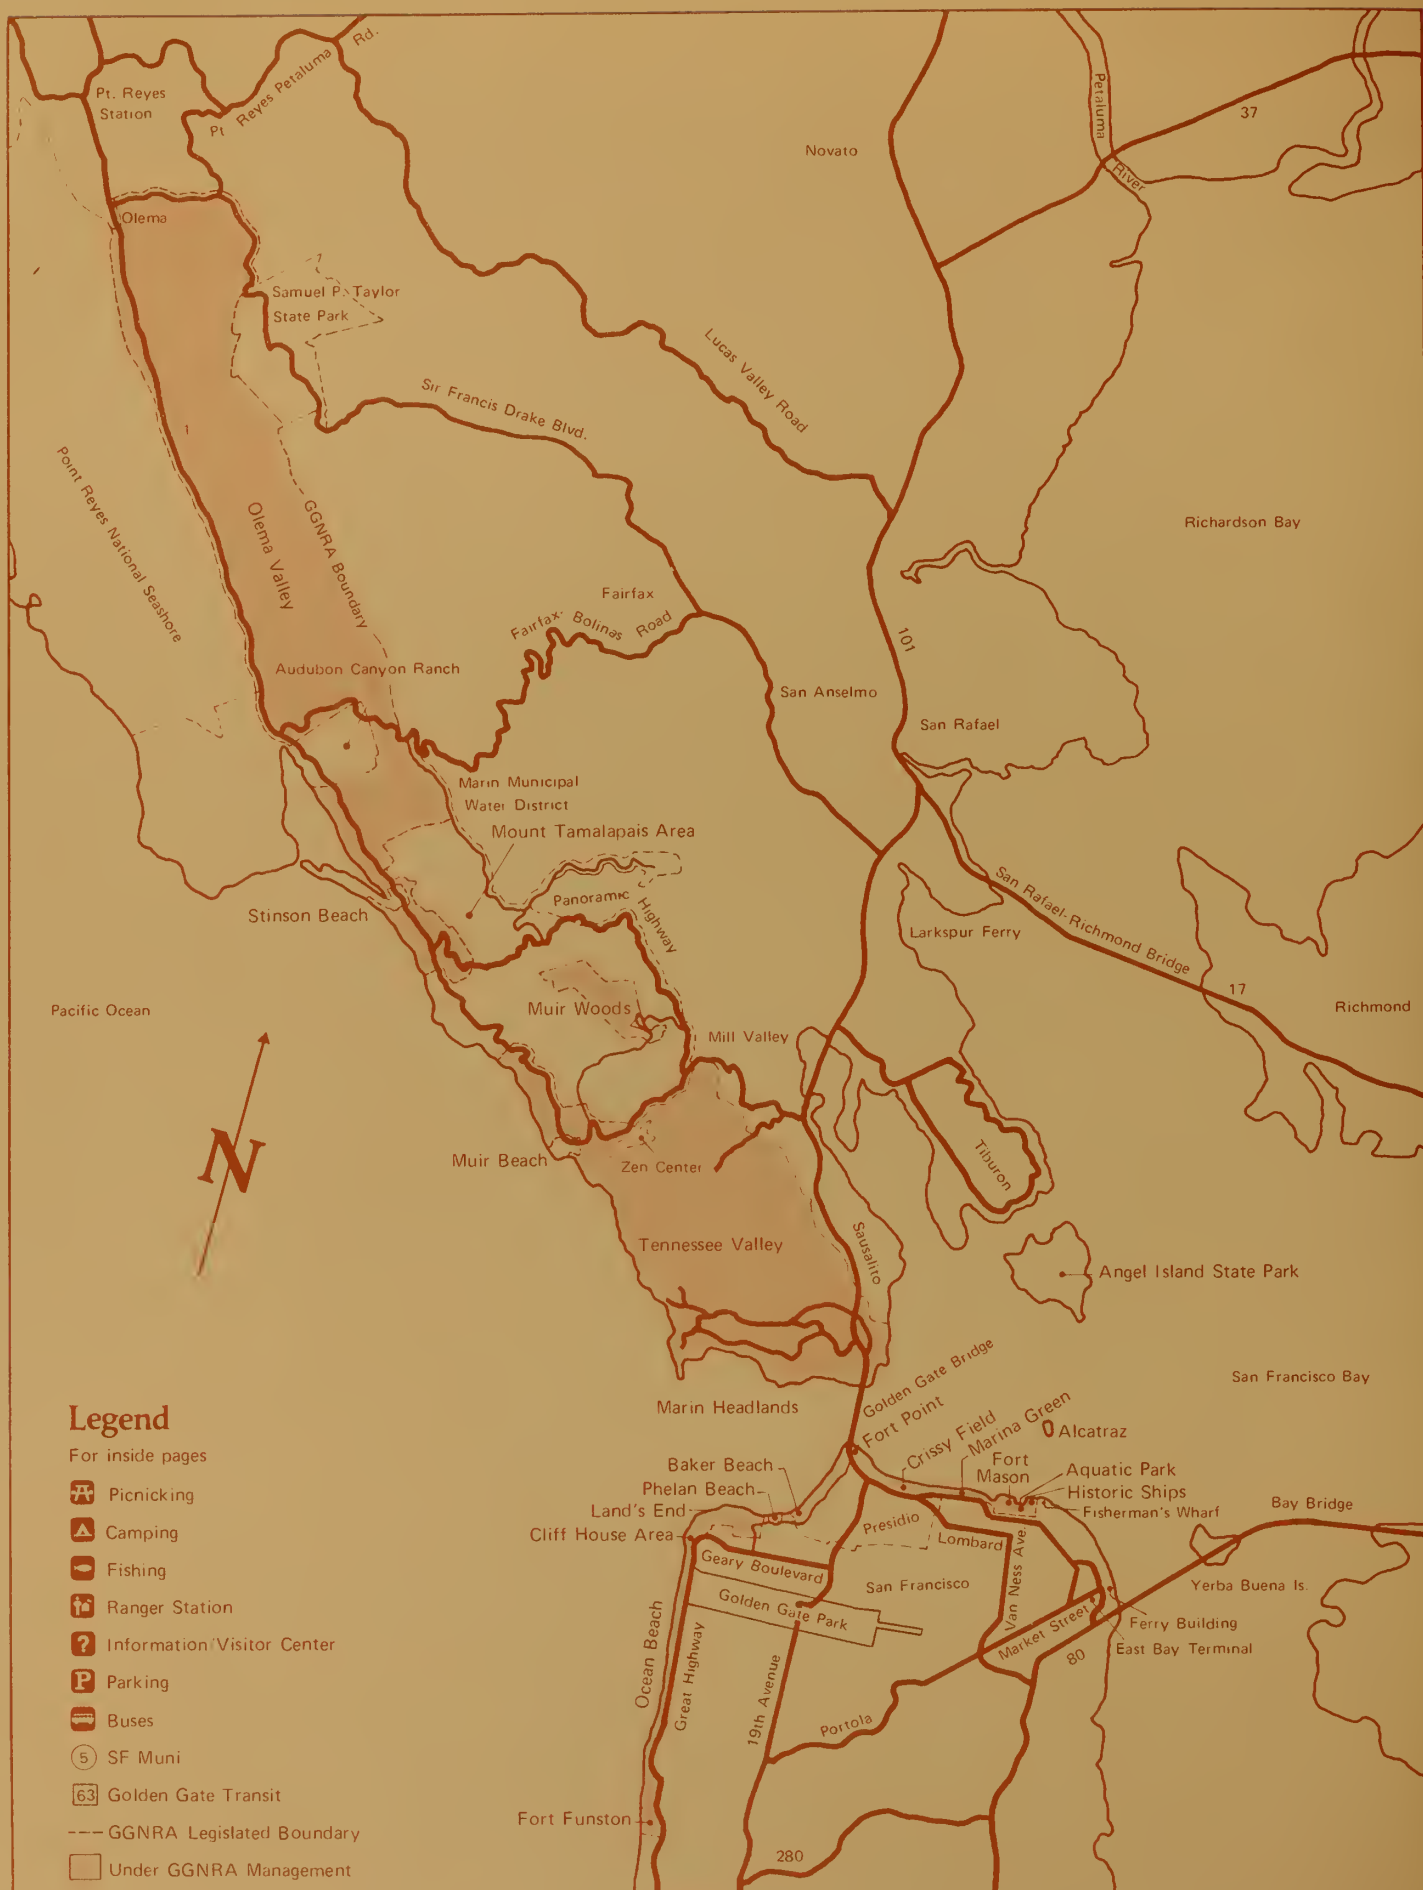 Rd.
Pt. Reyes
Station
Pt Reyes Petaluma
Petaluma
River
37
Novato
Olema
Samuel P. Taylor
State Park
Lucas Valley Road
Sir Francis Drake Blvd.
Point Reyes National Seashore
Olema Valley
GGNRA Boundary
Richardson Bay
Fairfax
Fairfax- Bolinas Road
101
Audubon Canyon Ranch
San Anselmo
San Rafael
Marin Municipal
Water District
Mount Tamalapais Area
Panoramic Highway
San Rafael-Richmond Bridge
Stinson Beach
Larkspur Ferry
17
Richmond
Pacific Ocean
Muir Woods
Mill Valley
N
Muir Beach
Zen Center
Tiburon
Tennessee Valley
Sausalito
Angel Island State Park
Golden Gate Bridge
San Francisco Bay
Marin Headlands
Fort Point
Crissy Field
Marina Green
Alcatraz
Fort
Mason
Aquatic Park
Historic Ships
Fisherman's Wharf
Bay Bridge
Baker Beach
Phelan Beach
Land's End
Cliff House Area
Presidio
Lombard
Van Ness Ave.
Geary Boulevard
San Francisco
Yerba Buena Is.
Golden Gate Park
Market Street
Ferry Building
East Bay Terminal
80
Ocean Beach
Great Highway
19th Avenue
Portola
Fort Funston
280
Legend
For inside pages
Picnicking
Camping
Fishing
Ranger Station
? Information/Visitor Center
P Parking
Buses
5 SF Muni
63 Golden Gate Transit
GGNRA Legislated Boundary
Under GGNRA Management